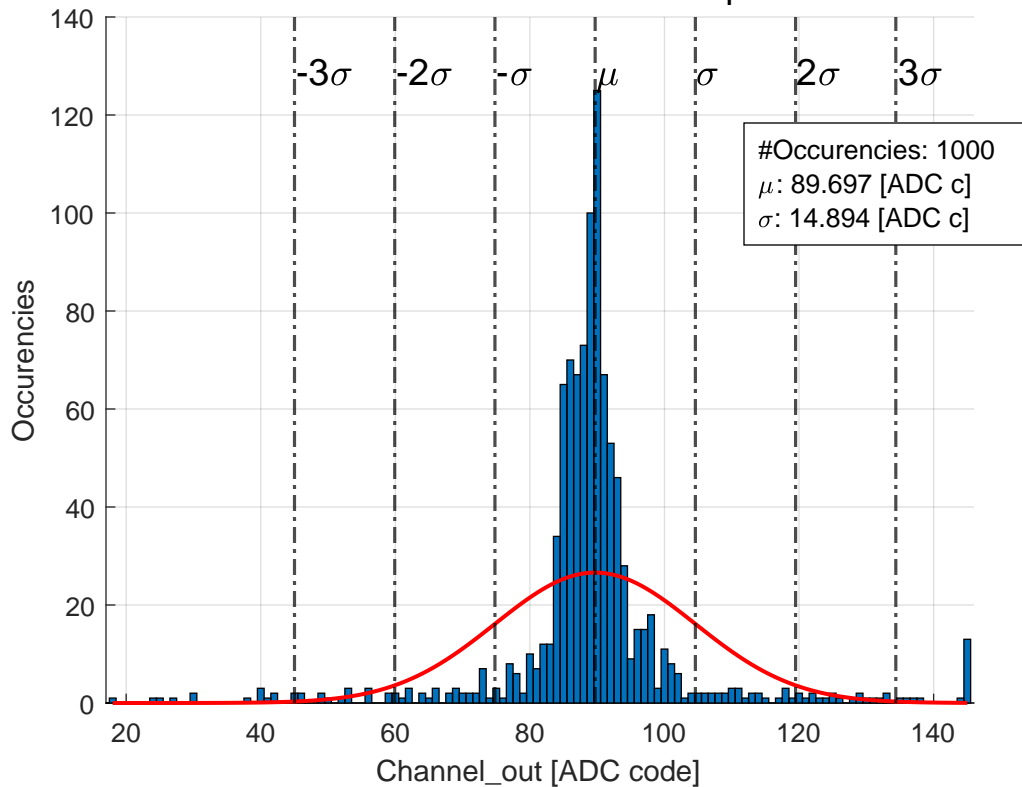 140
120
100
80
60
40
20
0
Occurencies
-3σ
-2σ
-σ
μ
σ
2σ
3σ
#Occurencies: 1000
μ: 89.697 [ADC c]
σ: 14.894 [ADC c]
20
40
60
80
100
120
140
Channel_out [ADC code]